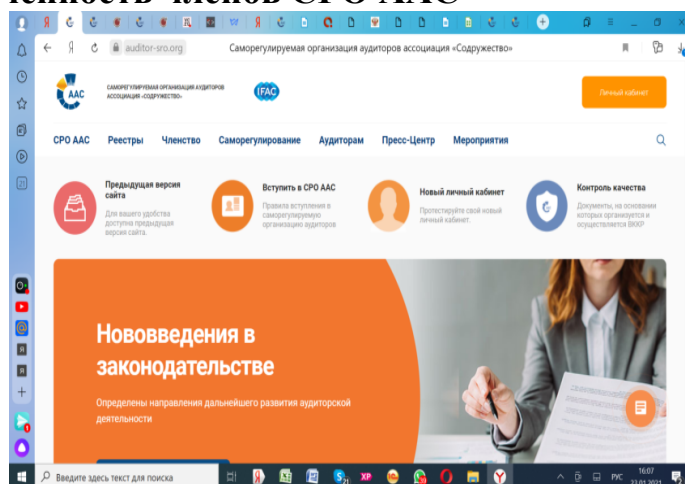 членов СРО ААС
auditor-sro.org
Саморегулируемая организация аудиторов ассоциация «Содружество»
ААС
САМОРЕГУЛИРУЕМАЯ ОРГАНИЗАЦИЯ АУДИТОРОВ
АССОЦИАЦИЯ «СОДРУЖЕСТВО»
IFAC
Личный кабинет
СРО ААС
Реестры
Членство
Саморегулирование
Аудиторам
Пресс-Центр
Мероприятия
Предыдущая версия
сайта
Для вашего удобства
доступна предыдущая
версия сайта.
Вступить в СРО ААС
Правила вступления в
саморегулируемую
организацию аудиторов
Новый личный кабинет
Протестируйте свой новый
личный кабинет.
Контроль качества
Документы, на основании
которых организуется и
осуществляется ВККР
Нововведения в
законодательстве
Определены направления дальнейшего развития аудиторской
деятельности
Введите здесь текст для поиска
РУС
16:07